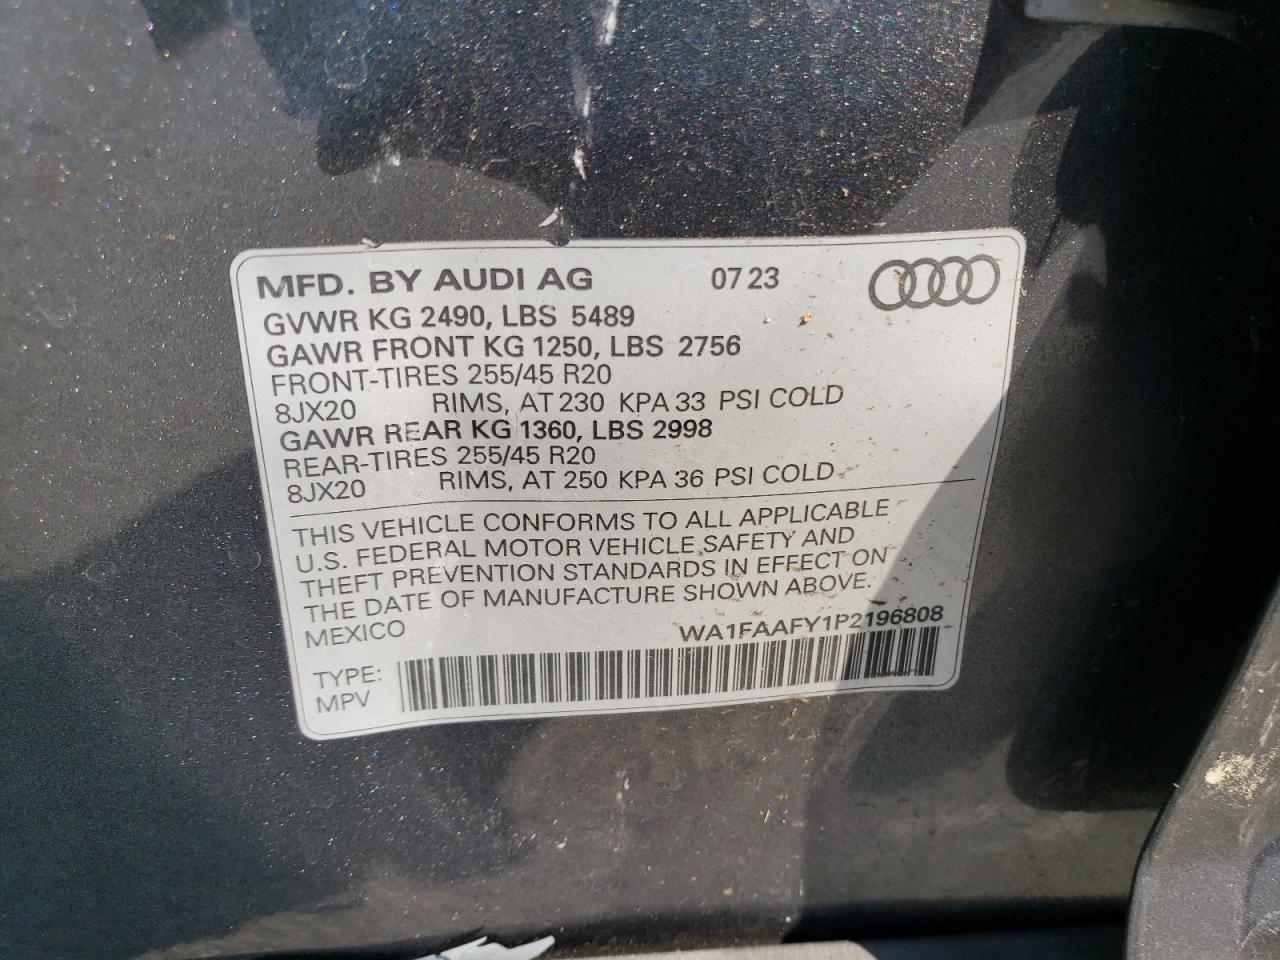 MFD. BY AUDI AG 07 23
GVWR KG 2490, LBS 5489
GAWR FRONT KG 1250, LBS 2756
FRONT-TIRES 255/45 R20
8JX20 RIMS, AT 230 KPA 33 PSI COLD
GAWR REAR KG 1360, LBS 2998
REAR-TIRES 255/45 R20
8JX20 RIMS, AT 250 KPA 36 PSI COLD
THIS VEHICLE CONFORMS TO ALL APPLICABLE
U.S. FEDERAL MOTOR VEHICLE SAFETY AND
THEFT PREVENTION STANDARDS IN EFFECT ON
THE DATE OF MANUFACTURE SHOWN ABOVE.
MEXICO WA1FAAFY1P2196808
TYPE:
MPV